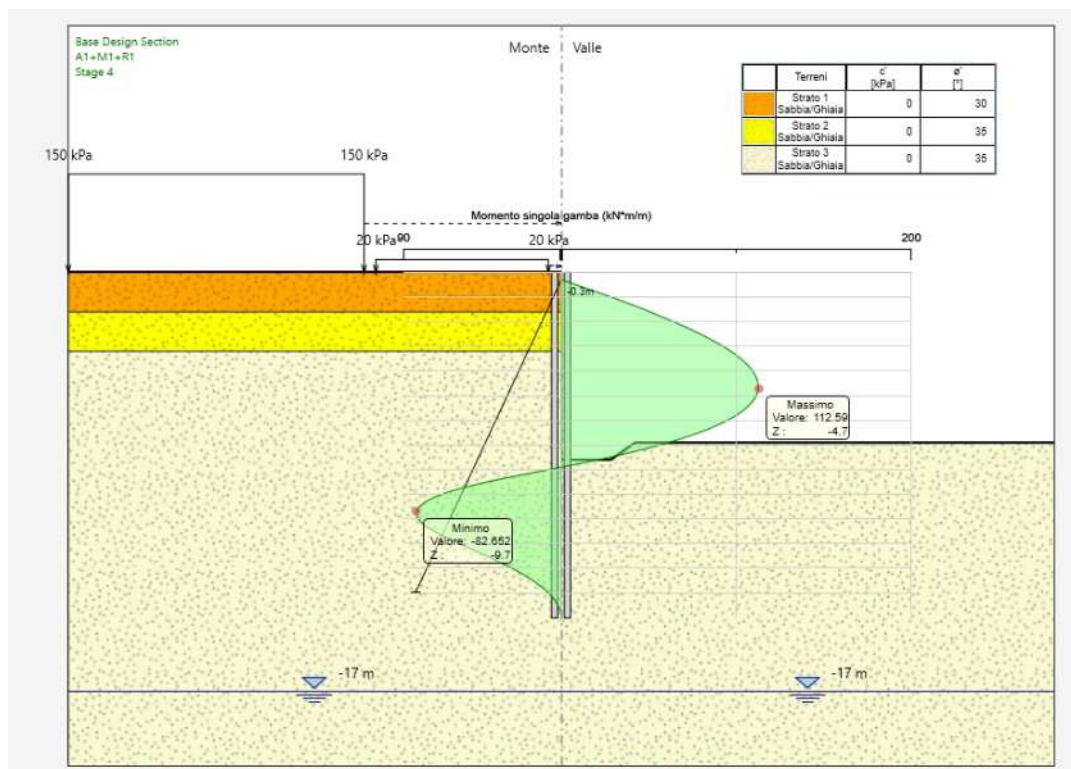 Base Design Section
A1+M1+R1
Stage 4
Monte Valle
Terreni c' ø'
[kPa] [°]
Strato 1
Sabbia/Ghiaia 0 30
Strato 2
Sabbia/Ghiaia 0 35
Strato 3
Sabbia/Ghiaia 0 35
150 kPa 150 kPa
Momento singola gamba (kN*m/m)
20 kPa 90 20 kPa 200
-0.3m
Massimo
Valore: 112.59
Z : -4.7
Minimo
Valore: -82.652
Z : -9.7
-17 m -17 m